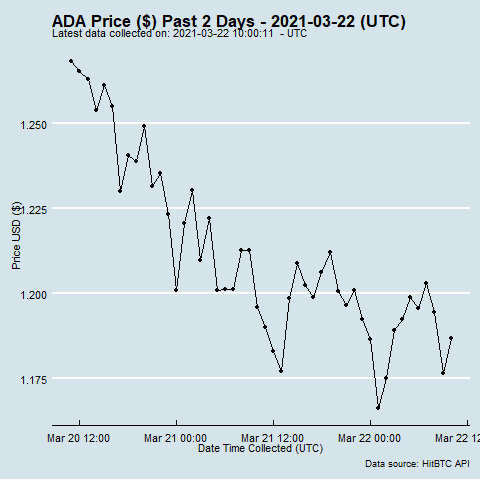 ADA Price ($) Past 2 Days - 2021-03-22 (UTC)
Latest data collected on: 2021-03-22 10:00:11 - UTC
Price USD ($)
1.250
1.225
1.200
1.175
Mar 20 12:00 Mar 21 00:00 Mar 21 12:00 Mar 22 00:00 Mar 22 12
Date Time Collected (UTC)
Data source: HitBTC API